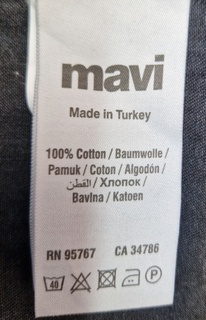 mavi
Made in Turkey
100% Cotton / Baumwolle /
Pamuk / Coton / Algodón /
القطن / Хлопок /
Bavlna / Katoen
RN 95767 CA 34786
40 P